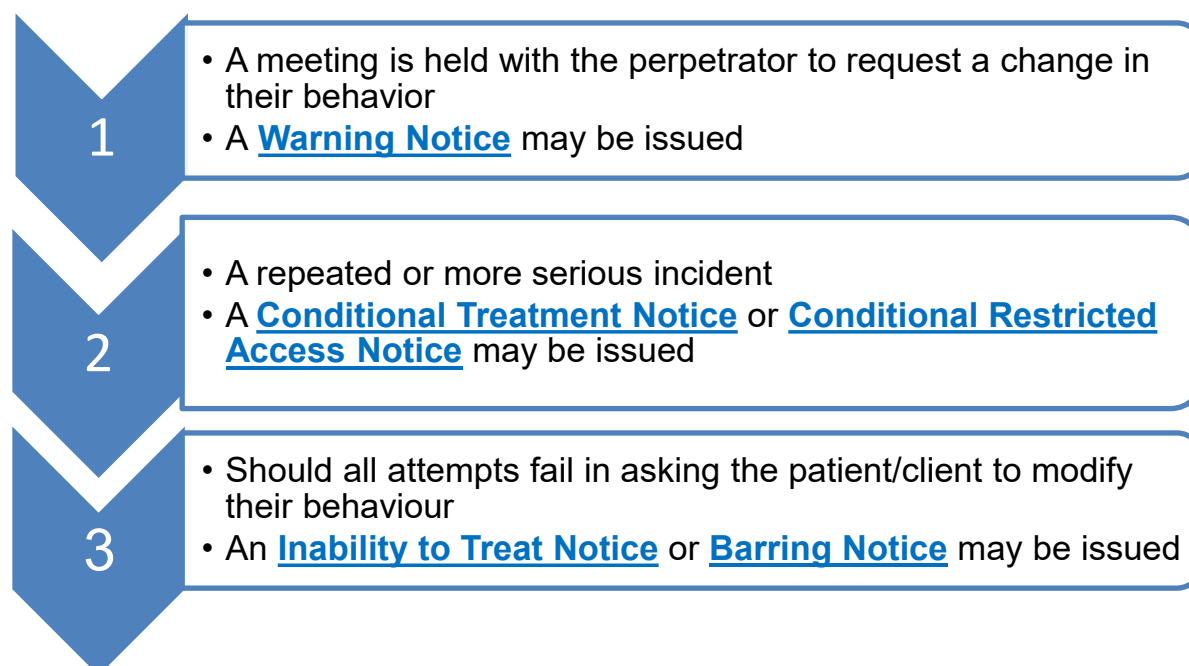 1
• A meeting is held with the perpetrator to request a change in
their behavior
• A Warning Notice may be issued
2
• A repeated or more serious incident
• A Conditional Treatment Notice or Conditional Restricted
Access Notice may be issued
3
• Should all attempts fail in asking the patient/client to modify
their behaviour
• An Inability to Treat Notice or Barring Notice may be issued